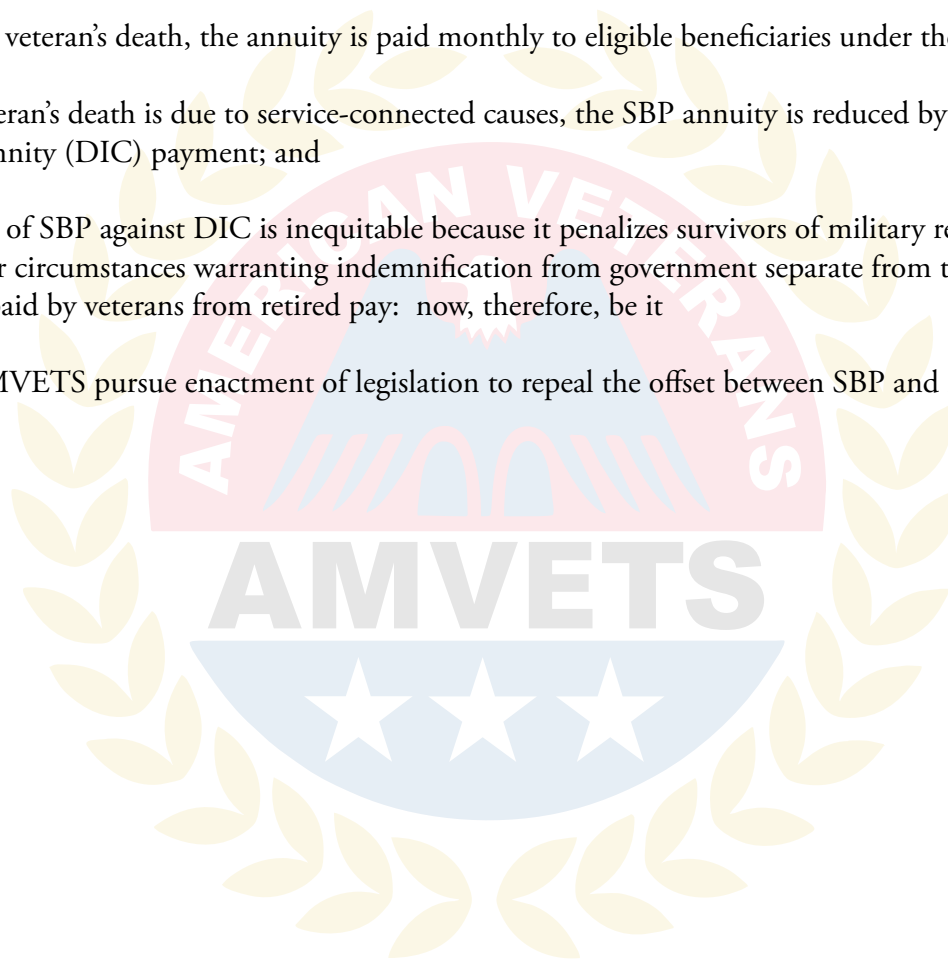 veteran’s death, the annuity is paid monthly to eligible beneficiaries under the
eran’s death is due to service-connected causes, the SBP annuity is reduced by
nnity (DIC) payment; and
of SBP against DIC is inequitable because it penalizes survivors of military re
r circumstances warranting indemnification from government separate from t
paid by veterans from retired pay:  now, therefore, be it
MVETS pursue enactment of legislation to repeal the offset between SBP and
AMERICAN VETERANS
AMVETS